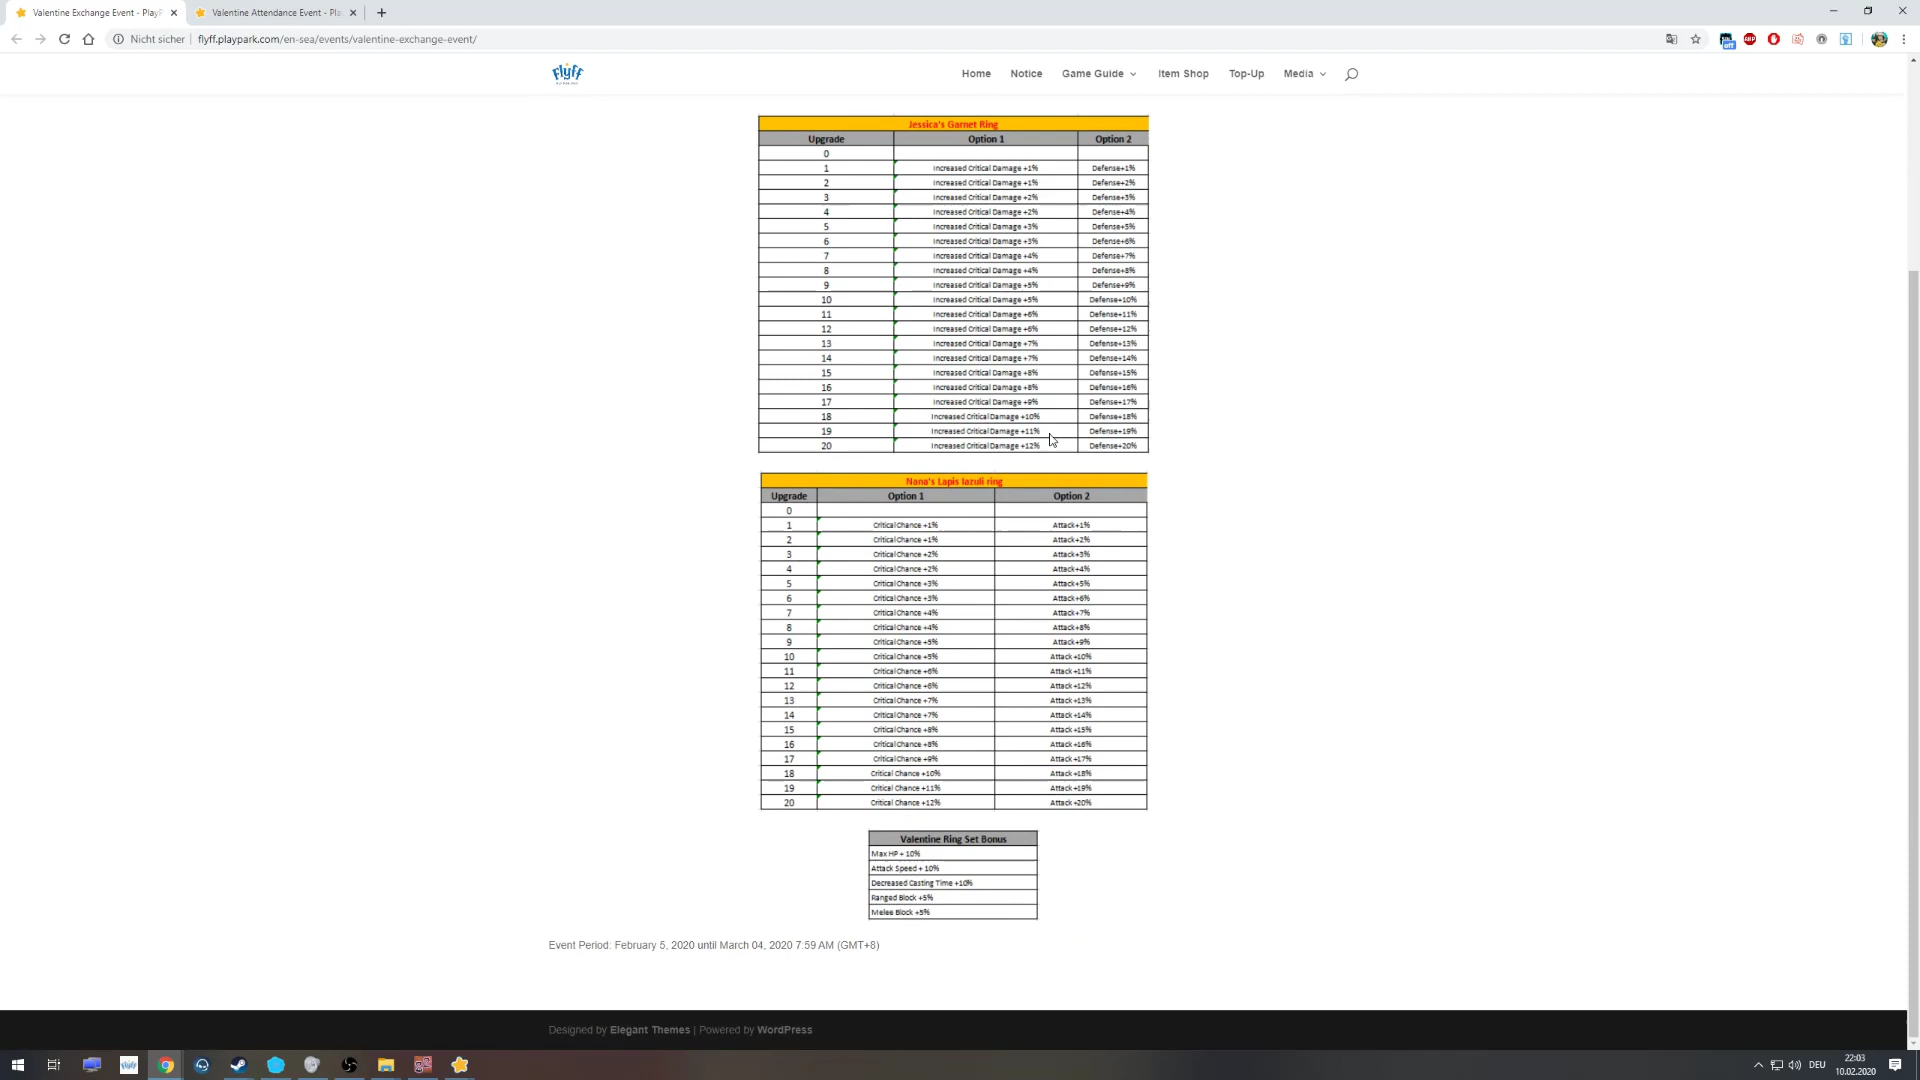 Valentine Exchange Event - PlayP
Valentine Attendance Event - Pla
Nicht sicher flyff.playpark.com/en-sea/events/valentine-exchange-event/
off
ABP
flyff
Home Notice Game Guide Item Shop Top-Up Media
Jessica's Garnet Ring
Upgrade Option 1 Option 2
0
1 Increased Critical Damage +1% Defense+1%
2 Increased Critical Damage +1% Defense+2%
3 Increased Critical Damage +2% Defense+3%
4 Increased Critical Damage +2% Defense+4%
5 Increased Critical Damage +3% Defense+5%
6 Increased Critical Damage +3% Defense+6%
7 Increased Critical Damage +4% Defense+7%
8 Increased Critical Damage +4% Defense+8%
9 Increased Critical Damage +5% Defense+9%
10 Increased Critical Damage +5% Defense+10%
11 Increased Critical Damage +6% Defense+11%
12 Increased Critical Damage +6% Defense+12%
13 Increased Critical Damage +7% Defense+13%
14 Increased Critical Damage +7% Defense+14%
15 Increased Critical Damage +8% Defense+15%
16 Increased Critical Damage +8% Defense+16%
17 Increased Critical Damage +9% Defense+17%
18 Increased Critical Damage +10% Defense+18%
19 Increased Critical Damage +11% Defense+19%
20 Increased Critical Damage +12% Defense+20%
Nana's Lapis lazuli ring
Upgrade Option 1 Option 2
0
1 Critical Chance +1% Attack+1%
2 Critical Chance +1% Attack+2%
3 Critical Chance +2% Attack+3%
4 Critical Chance +2% Attack+4%
5 Critical Chance +3% Attack+5%
6 Critical Chance +3% Attack+6%
7 Critical Chance +4% Attack+7%
8 Critical Chance +4% Attack+8%
9 Critical Chance +5% Attack+9%
10 Critical Chance +5% Attack +10%
11 Critical Chance +6% Attack +11%
12 Critical Chance +6% Attack +12%
13 Critical Chance +7% Attack +13%
14 Critical Chance +7% Attack +14%
15 Critical Chance +8% Attack +15%
16 Critical Chance +8% Attack +16%
17 Critical Chance +9% Attack +17%
18 Critical Chance +10% Attack +18%
19 Critical Chance +11% Attack +19%
20 Critical Chance +12% Attack +20%
Valentine Ring Set Bonus
Max HP + 10%
Attack Speed + 10%
Decreased Casting Time +10%
Ranged Block +5%
Melee Block +5%
Event Period: February 5, 2020 until March 04, 2020 7:59 AM (GMT+8)
Designed by Elegant Themes | Powered by WordPress
DEU
22:03
10.02.2020